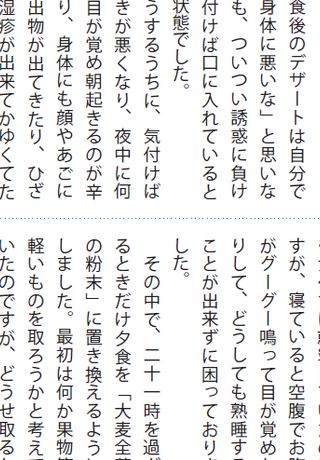 食後のデザートは自分で
身体に悪いな」と思いな
も、ついつい誘惑に負け
付けば口に入れていると
状態でした。
うするうちに、気付けば
きが悪くなり、夜中に何
目が覚め朝起きるのが辛
り、身体にも顔やあごに
出物が出てきたり、ひざ
湿疹が出来てかゆくてた
すが、寝ていると空腹でお腹
がグーグー鳴って目が覚め
りして、どうしても熟睡す
ことが出来ずに困っており
した。
その中で、二十一時を過
るときだけ夕食を「大麦全
の粉末」に置き換えるよう
しました。最初は何か果物
軽いものを取ろうかと考えて
いたのですが、どうせ取る